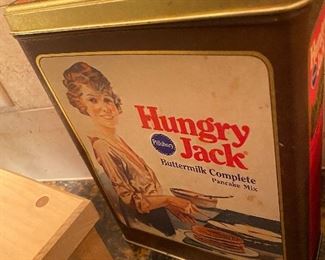 Hungry
Jack
Pillsbury
Buttermilk Complete
Pancake Mix